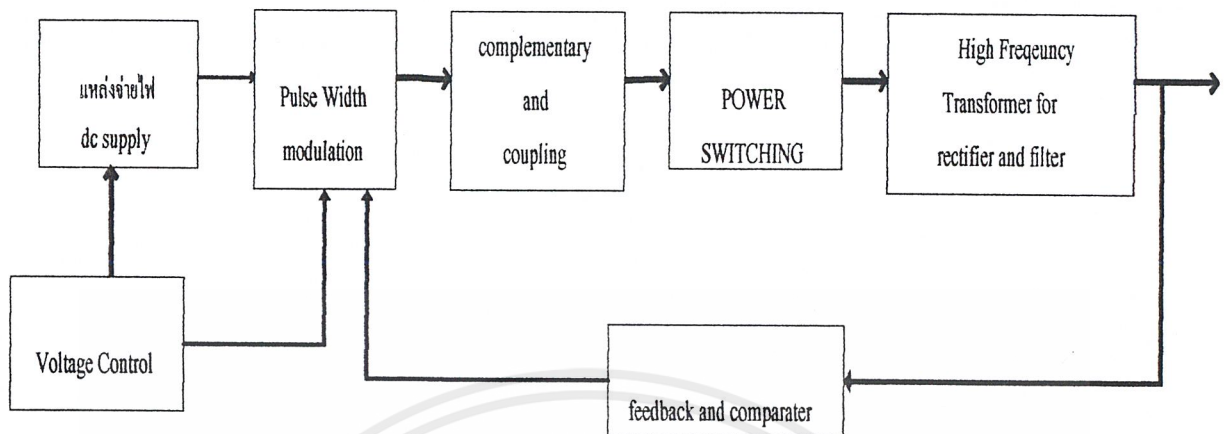 แหล่งจ่ายไฟ
dc supply
Pulse Width
modulation
complementary
and
coupling
POWER
SWITCHING
High Freqeuncy
Transformer for
rectifier and filter
Voltage Control
feedback and comparater